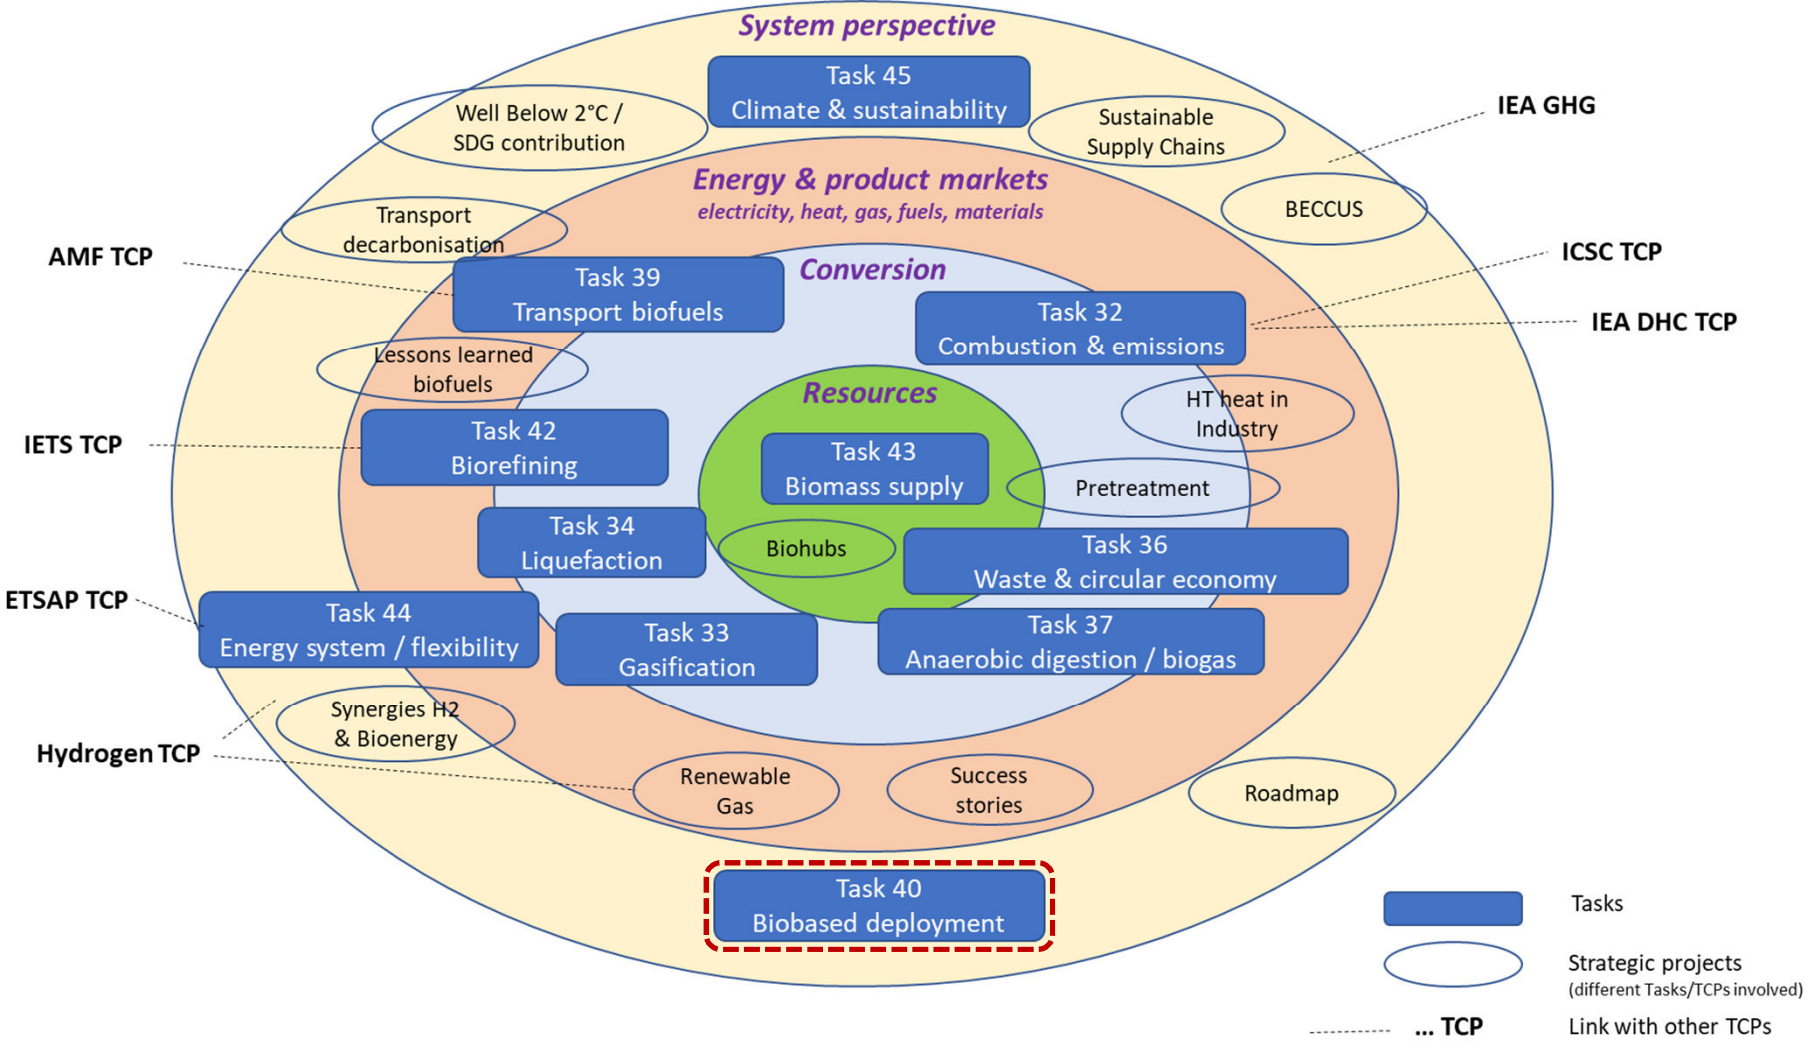 System perspective
Task 45
Climate & sustainability
Well Below 2°C /
SDG contribution
Sustainable
Supply Chains
IEA GHG
Energy & product markets
electricity, heat, gas, fuels, materials
BECCUS
Transport
decarbonisation
AMF TCP
ICSC TCP
Task 39
Transport biofuels
Conversion
Task 32
Combustion & emissions
IEA DHC TCP
Lessons learned
biofuels
Resources
HT heat in
Industry
IETS TCP
Task 42
Biorefining
Task 43
Biomass supply
Pretreatment
Task 34
Liquefaction
Biohubs
Task 36
Waste & circular economy
ETSAP TCP
Task 44
Energy system / flexibility
Task 33
Gasification
Task 37
Anaerobic digestion / biogas
Synergies H2
& Bioenergy
Hydrogen TCP
Renewable
Gas
Success
stories
Roadmap
Task 40
Biobased deployment
Tasks
Strategic projects
(different Tasks/TCPs involved)
... TCP
Link with other TCPs